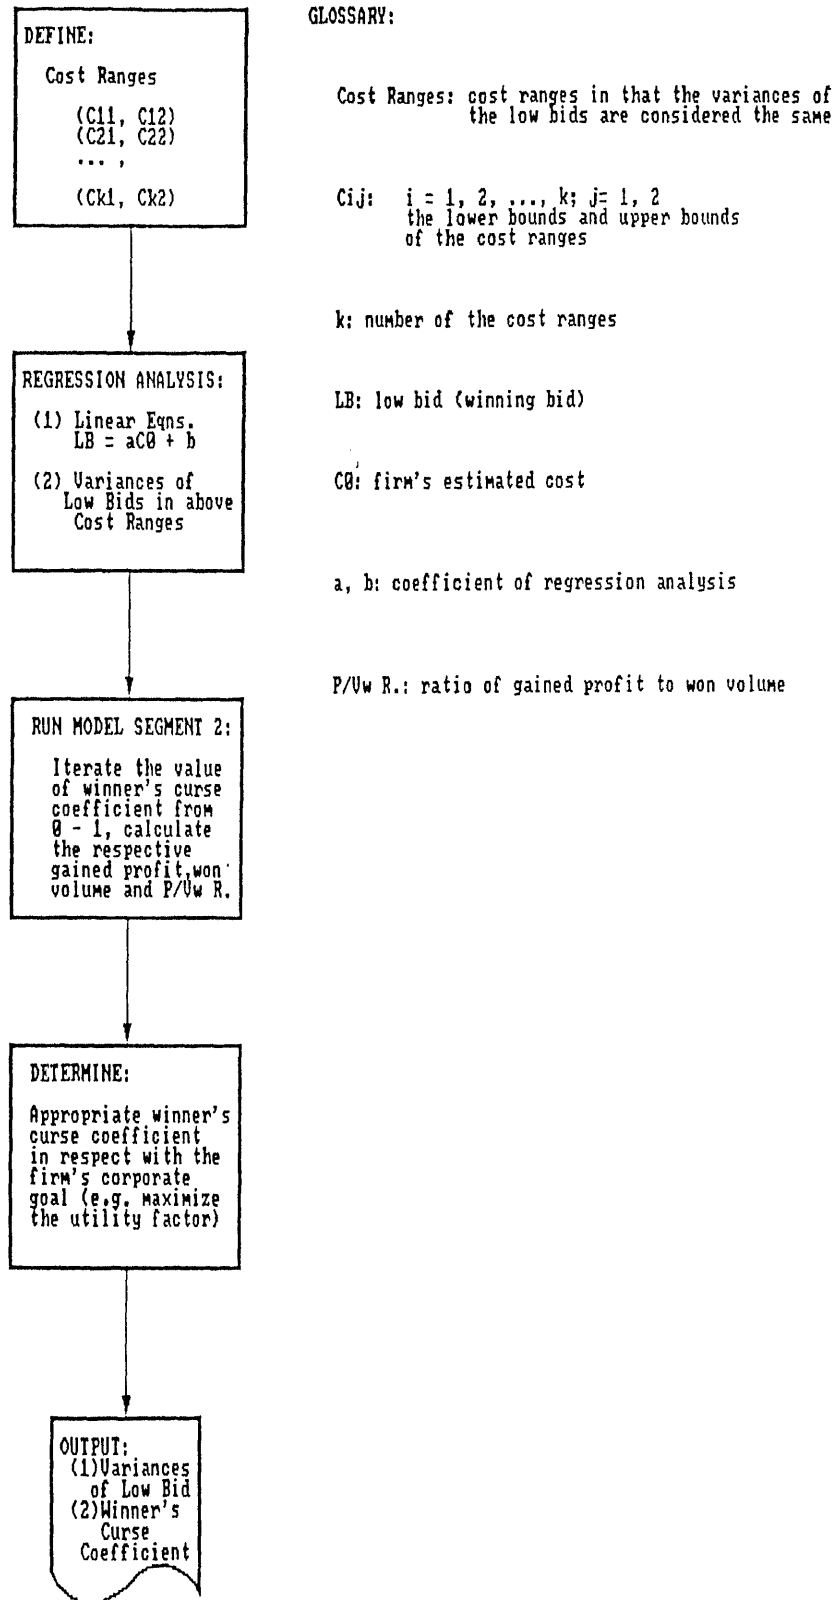 DEFINE:
Cost Ranges
(C11, C12)
(C21, C22)
... ,
(Ck1, Ck2)
REGRESSION ANALYSIS:
(1) Linear Eqns.
LB = aC0 + b
(2) Variances of
Low Bids in above
Cost Ranges
RUN MODEL SEGMENT 2:
Iterate the value
of winner's curse
coefficient from
0 - 1, calculate
the respective
gained profit,won
volume and P/Vw R.
DETERMINE:
Appropriate winner's
curse coefficient
in respect with the
firm's corporate
goal (e.g. maximize
the utility factor)
OUTPUT:
(1)Variances
of Low Bid
(2)Winner's
Curse
Coefficient
GLOSSARY:
Cost Ranges: cost ranges in that the variances of
the low bids are considered the same
Cij: i = 1, 2, ..., k; j= 1, 2
the lower bounds and upper bounds
of the cost ranges
k: number of the cost ranges
LB: low bid (winning bid)
C0: firm's estimated cost
a, b: coefficient of regression analysis
P/Vw R.: ratio of gained profit to won volume